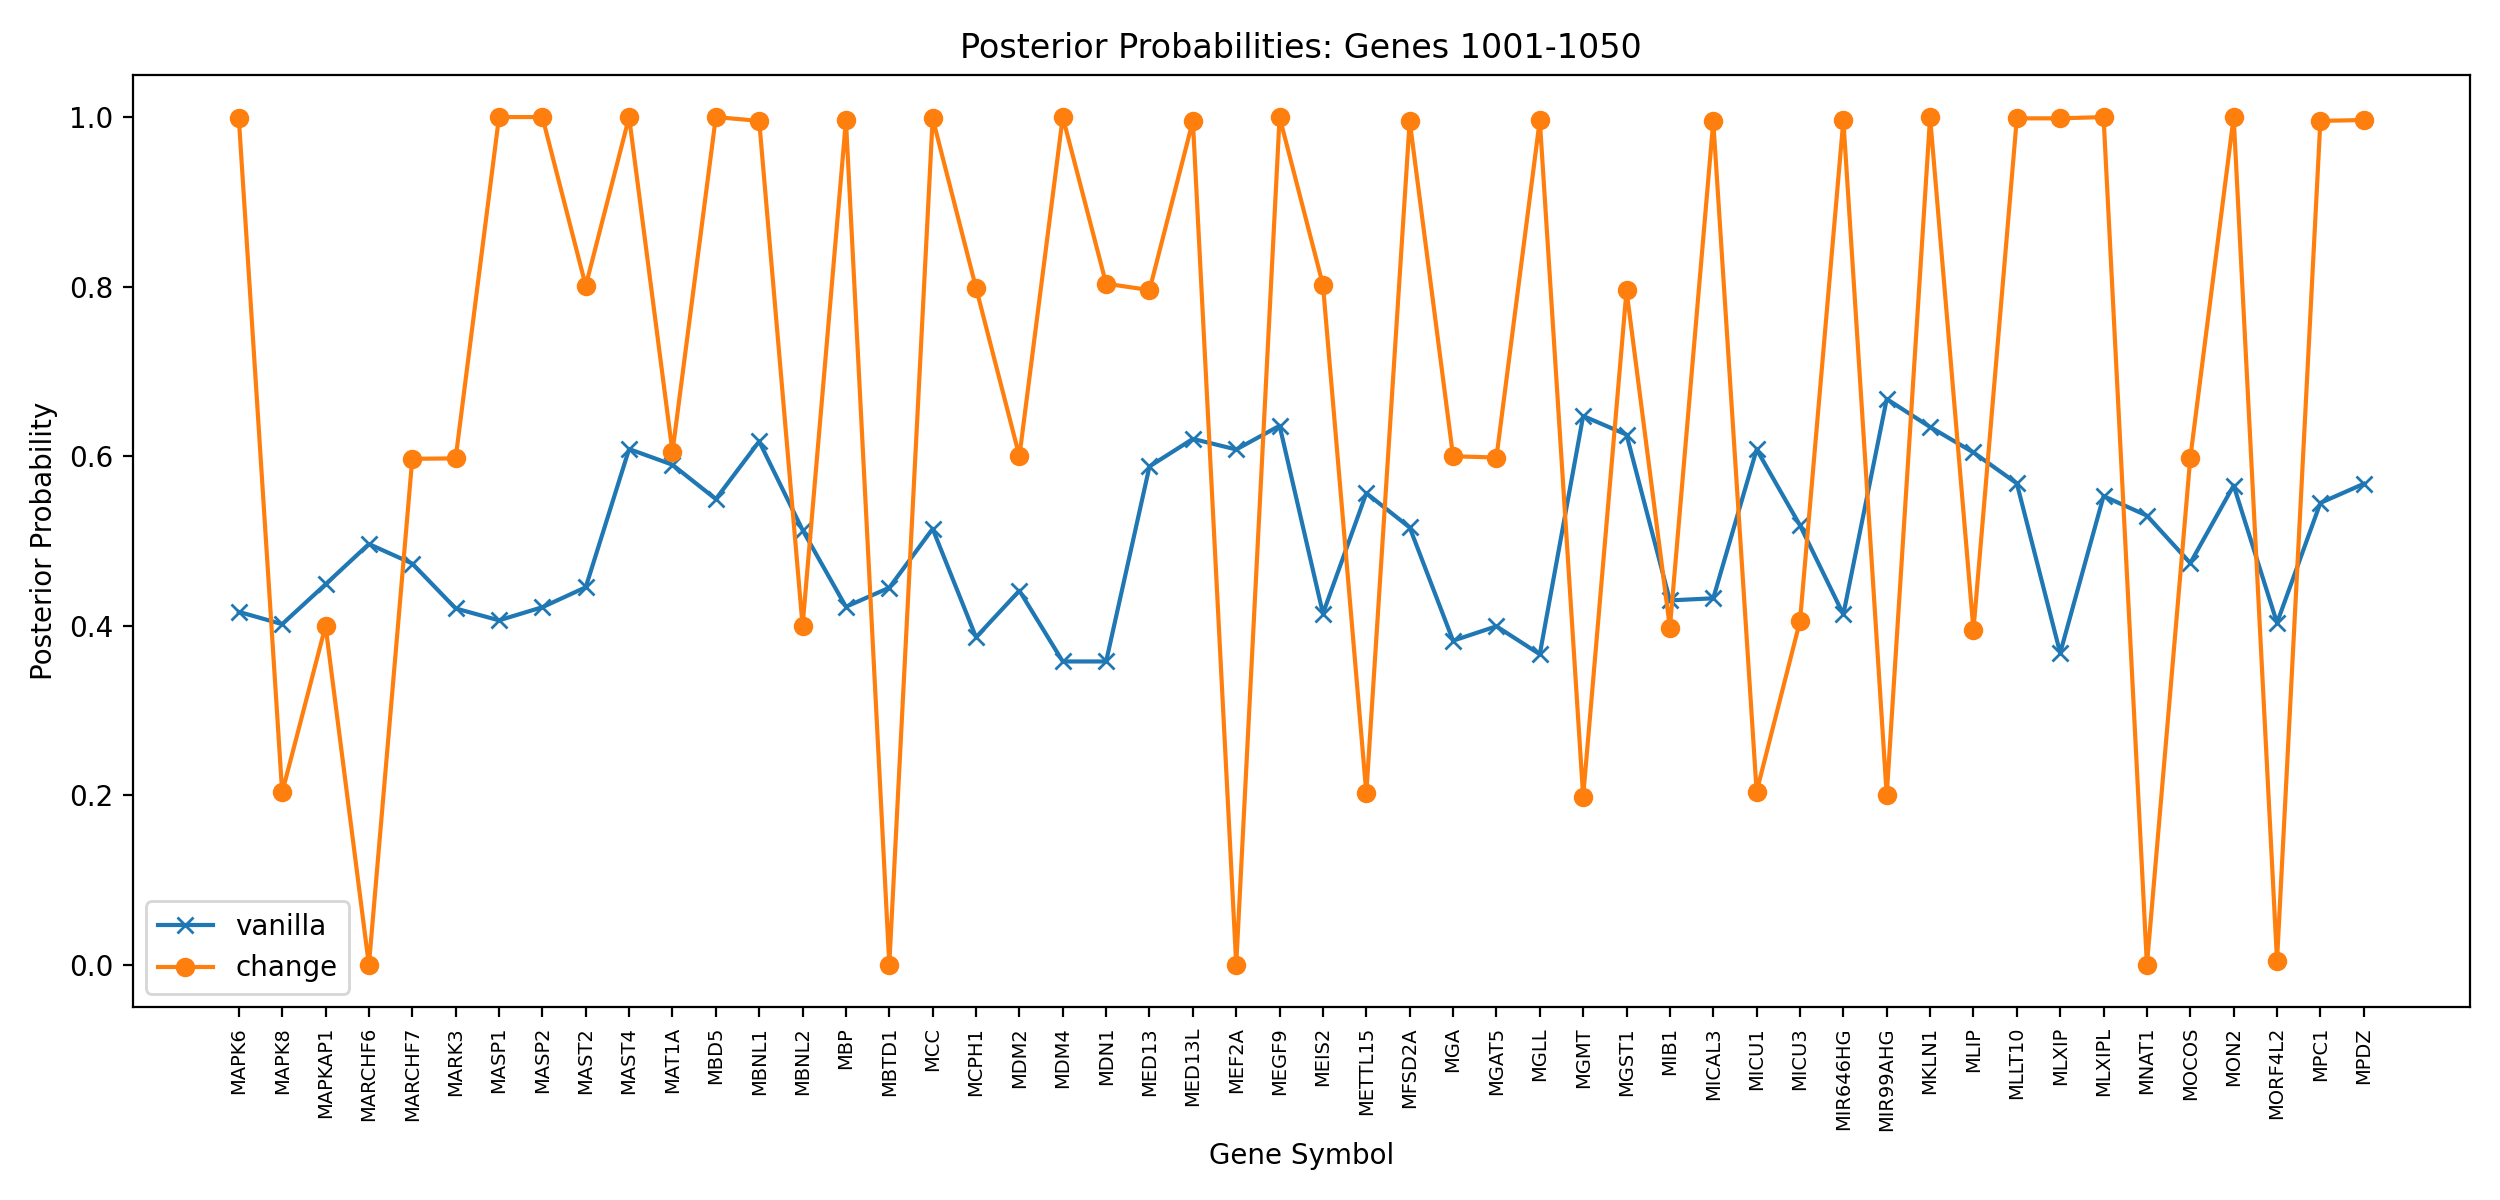 Posterior Probabilities: Genes 1001-1050
Posterior Probability
1.0
0.8
0.6
0.4
0.2
0.0
vanilla
change
MAPK6
MAPK8
MAPKAP1
MARCHF6
MARCHF7
MARK3
MASP1
MASP2
MAST2
MAST4
MAT1A
MBD5
MBNL1
MBNL2
MBP
MBTD1
MCC
MCPH1
MDM2
MDM4
MDN1
MED13
MED13L
MEF2A
MEGF9
MEIS2
METTL15
MFSD2A
MGA
MGAT5
MGLL
MGMT
MGST1
MIB1
MICAL3
MICU1
MICU3
MIR646HG
MIR99AHG
MKLN1
MLIP
MLLT10
MLXIP
MLXIPL
MNAT1
MOCOS
MON2
MORF4L2
MPC1
MPDZ
Gene Symbol